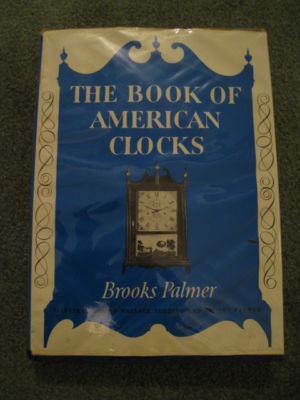 THE BOOK OF
AMERICAN
CLOCKS
Brooks Palmer